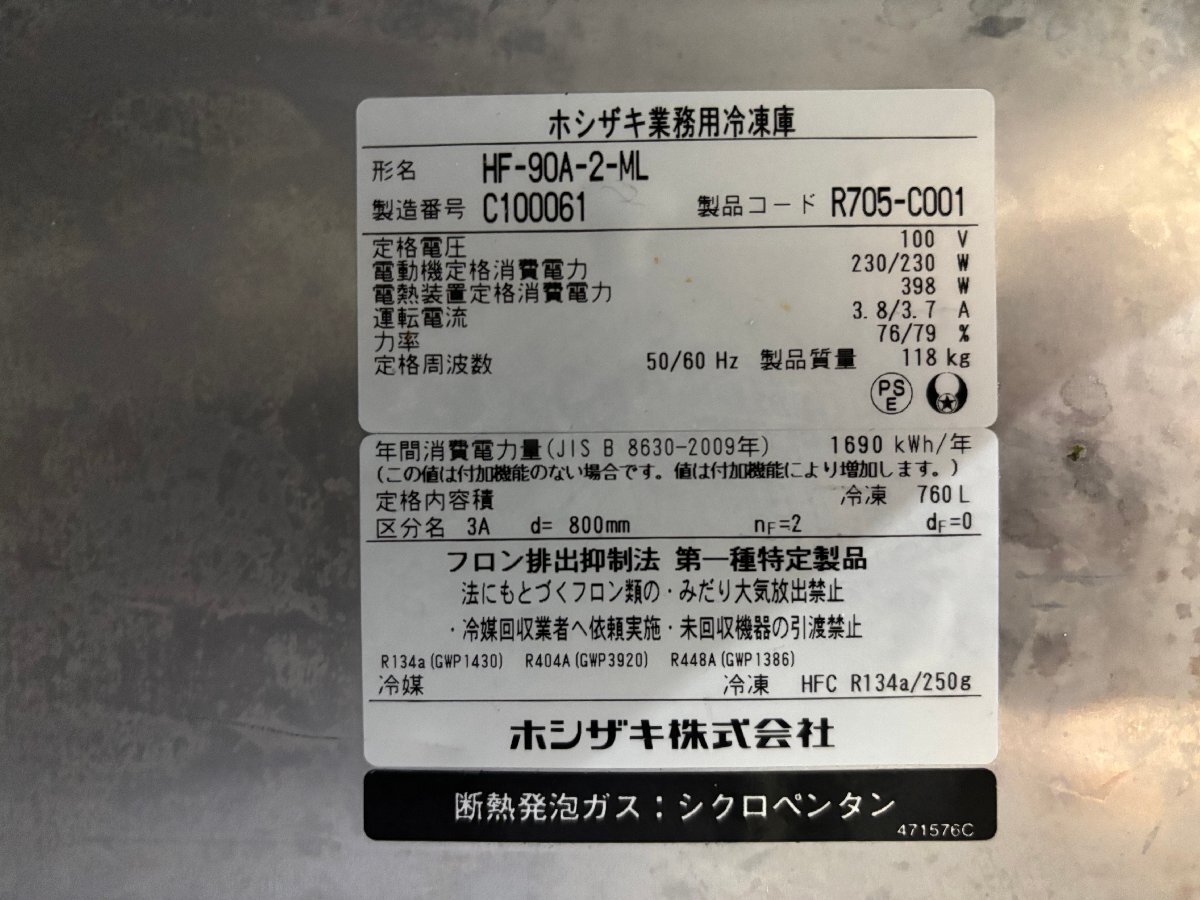 ホシザキ業務用冷凍庫
形名 HF-90A-2-ML
製造番号 C100061 製品コード R705-C001
定格電圧 100 V
電動機定格消費電力 230/230 W
電熱装置定格消費電力 398 W
運転電流 3.8/3.7 A
力率 76/79 %
定格周波数 50/60 Hz 製品質量 118 kg
PS
E
年間消費電力量(JIS B 8630-2009年) 1690 kWh/年
(この値は付加機能のない場合です。値は付加機能により増加します。)
定格内容積 冷凍 760 L
区分名 3A d= 800mm nF=2 dF=0
フロン排出抑制法 第一種特定製品
法にもとづくフロン類の・みだり大気放出禁止
・冷媒回収業者へ依頼実施・未回収機器の引渡禁止
R134a(GWP1430) R404A(GWP3920) R448A(GWP1386)
冷媒 冷凍 HFC R134a/250g
ホシザキ株式会社
断熱発泡ガス：シクロペンタン
471576C